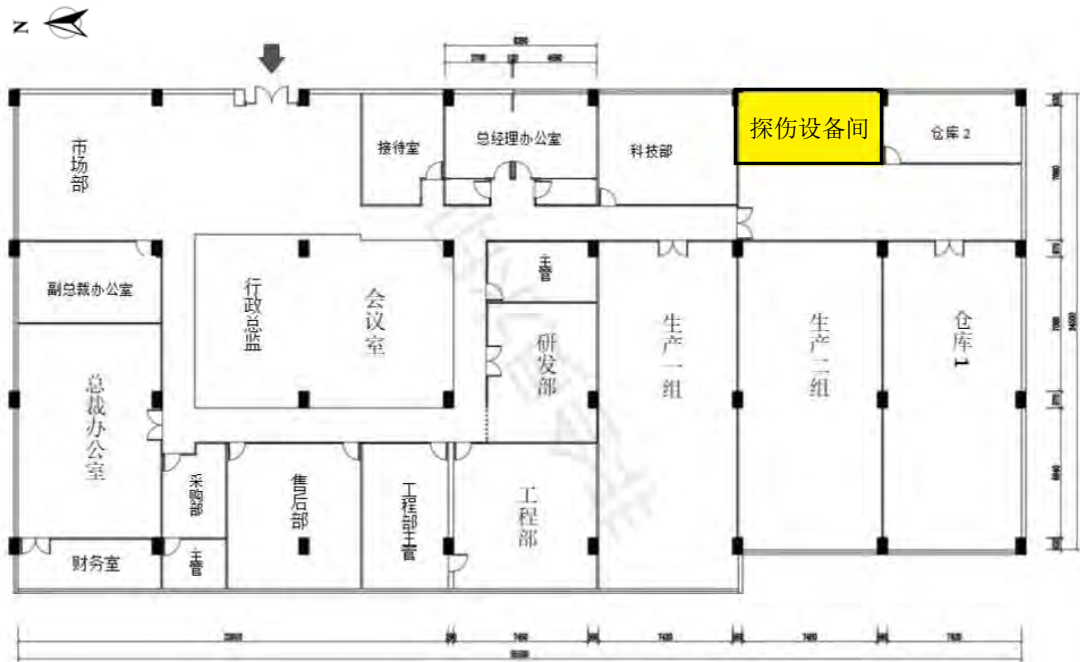 N
市场部
接待室
总经理办公室
科技部
探伤设备间
仓库 2
副总裁办公室
行政总监
会议室
主管
研发部
生产一组
生产二组
仓库 1
总裁办公室
采购部
售后部
工程部主管
工程部
财务室
主管